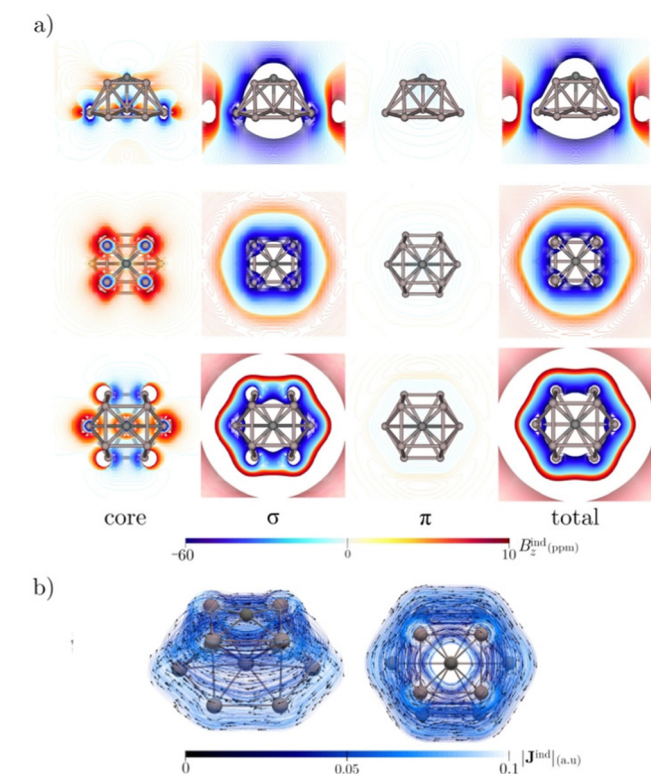 a)
core σ π total
-60 0 10 B_z^ind (ppm)
b)
0 0.05 0.1 |J^ind| (a.u)